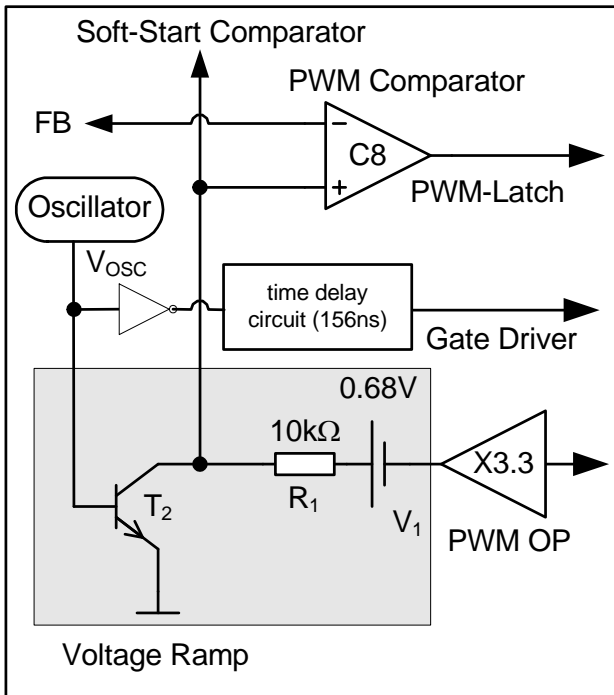 Soft-Start Comparator
PWM Comparator
FB
C8
PWM-Latch
Oscillator
VOSC
time delay
circuit (156ns)
Gate Driver
0.68V
10kΩ
X3.3
T2
R1
V1
PWM OP
Voltage Ramp